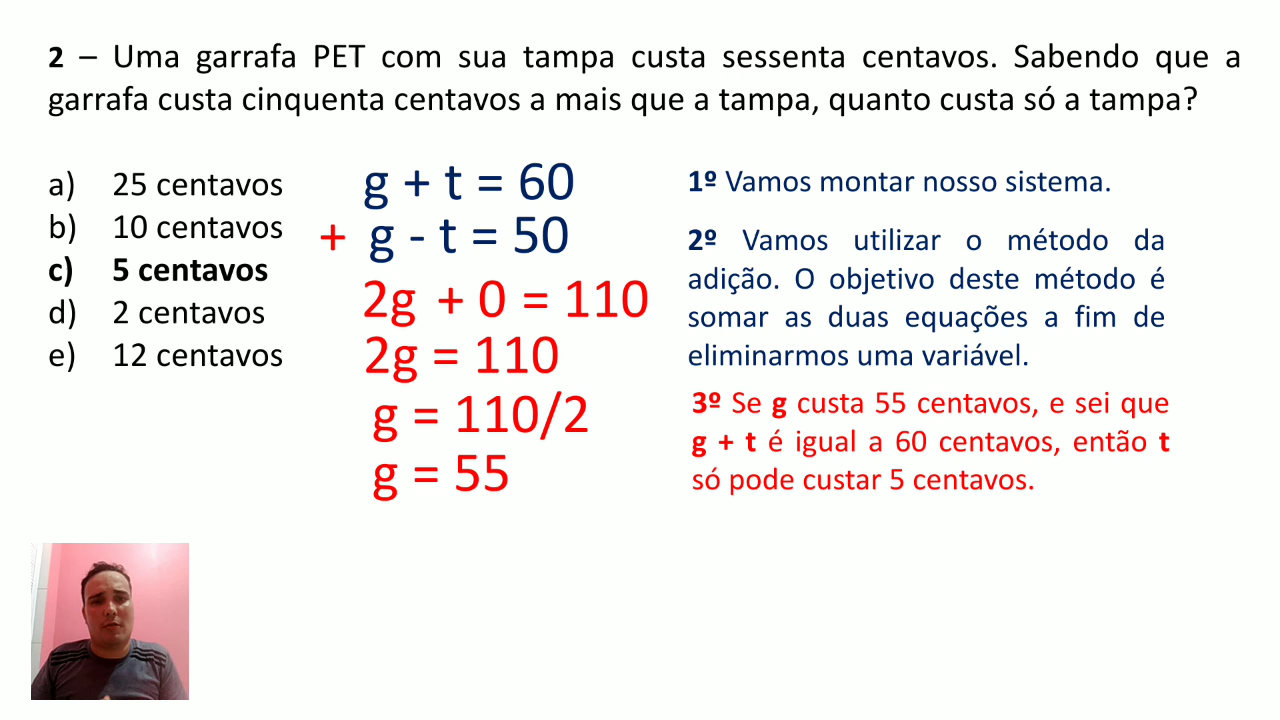 2 – Uma garrafa PET com sua tampa custa sessenta centavos. Sabendo que a
garrafa custa cinquenta centavos a mais que a tampa, quanto custa só a tampa?
a) 25 centavos
b) 10 centavos
c) 5 centavos
d) 2 centavos
e) 12 centavos
g + t = 60
+ g - t = 50
2g + 0 = 110
2g = 110
g = 110/2
g = 55
1º Vamos montar nosso sistema.
2º Vamos utilizar o método da
adição. O objetivo deste método é
somar as duas equações a fim de
eliminarmos uma variável.
3º Se g custa 55 centavos, e sei que
g + t é igual a 60 centavos, então t
só pode custar 5 centavos.